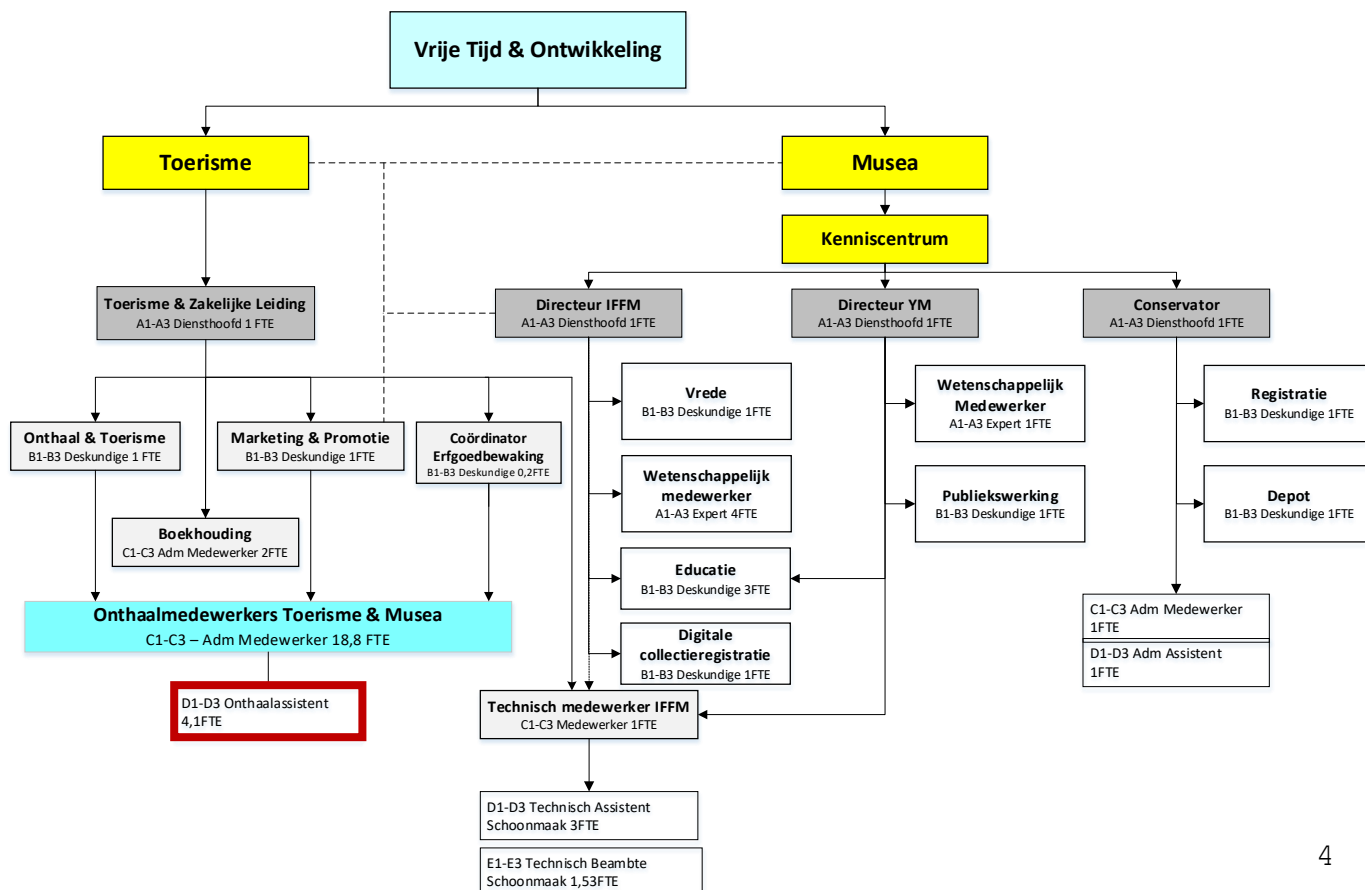 Vrije Tijd & Ontwikkeling
Toerisme
Musea
Kenniscentrum
Toerisme & Zakelijke Leiding
A1-A3 Diensthoofd 1 FTE
Directeur IFFM
A1-A3 Diensthoofd 1FTE
Directeur YM
A1-A3 Diensthoofd 1FTE
Conservator
A1-A3 Diensthoofd 1FTE
Vrede
B1-B3 Deskundige 1FTE
Wetenschappelijk
Medewerker
A1-A3 Expert 1FTE
Registratie
B1-B3 Deskundige 1FTE
Onthaal & Toerisme
B1-B3 Deskundige 1 FTE
Marketing & Promotie
B1-B3 Deskundige 1FTE
Coördinator
Erfgoedbewaking
B1-B3 Deskundige 0,2FTE
Wetenschappelijk
medewerker
A1-A3 Expert 4FTE
Publiekswerking
B1-B3 Deskundige 1FTE
Depot
B1-B3 Deskundige 1FTE
Boekhouding
C1-C3 Adm Medewerker 2FTE
Educatie
B1-B3 Deskundige 3FTE
Onthaalmedewerkers Toerisme & Musea
C1-C3 – Adm Medewerker 18,8 FTE
Digitale
collectieregistratie
B1-B3 Deskundige 1FTE
C1-C3 Adm Medewerker
1FTE
D1-D3 Adm Assistent
1FTE
D1-D3 Onthaalassistent
4,1FTE
Technisch medewerker IFFM
C1-C3 Medewerker 1FTE
D1-D3 Technisch Assistent
Schoonmaak 3FTE
E1-E3 Technisch Beambte
Schoonmaak 1,53FTE
4